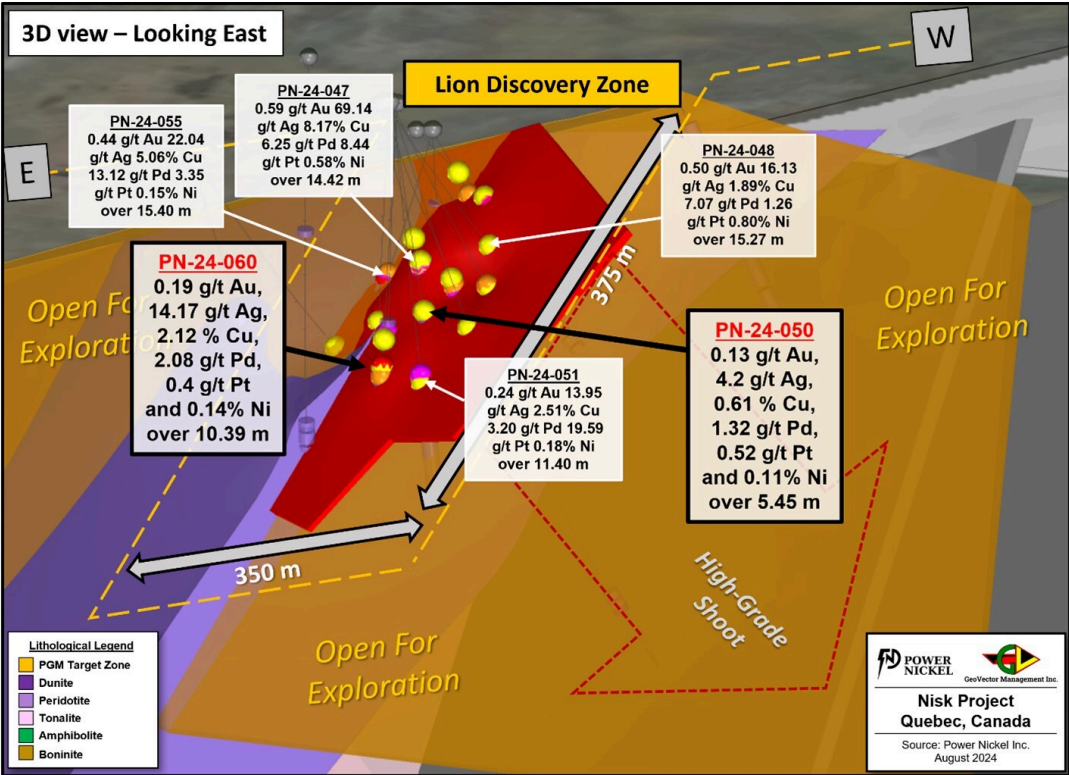 3D view – Looking East
W
E
Lion Discovery Zone
PN-24-047
0.59 g/t Au 69.14
g/t Ag 8.17% Cu
6.25 g/t Pd 8.44
g/t Pt 0.58% Ni
over 14.42 m
PN-24-055
0.44 g/t Au 22.04
g/t Ag 5.06% Cu
13.12 g/t Pd 3.35
g/t Pt 0.15% Ni
over 15.40 m
PN-24-048
0.50 g/t Au 16.13
g/t Ag 1.89% Cu
7.07 g/t Pd 1.26
g/t Pt 0.80% Ni
over 15.27 m
PN-24-060
0.19 g/t Au,
14.17 g/t Ag,
2.12 % Cu,
2.08 g/t Pd,
0.4 g/t Pt
and 0.14% Ni
over 10.39 m
375 m
Open For
Exploration
Open For
Exploration
PN-24-050
0.13 g/t Au,
4.2 g/t Ag,
0.61 % Cu,
1.32 g/t Pd,
0.52 g/t Pt
and 0.11% Ni
over 5.45 m
PN-24-051
0.24 g/t Au 13.95
g/t Ag 2.51% Cu
3.20 g/t Pd 19.59
g/t Pt 0.18% Ni
over 11.40 m
350 m
High-Grade
Shoot
Open For
Exploration
Lithological Legend
PGM Target Zone
Dunite
Peridotite
Tonalite
Amphibolite
Boninite
POWER
NICKEL
GeoVector Management Inc.
Nisk Project
Quebec, Canada
Source: Power Nickel Inc.
August 2024